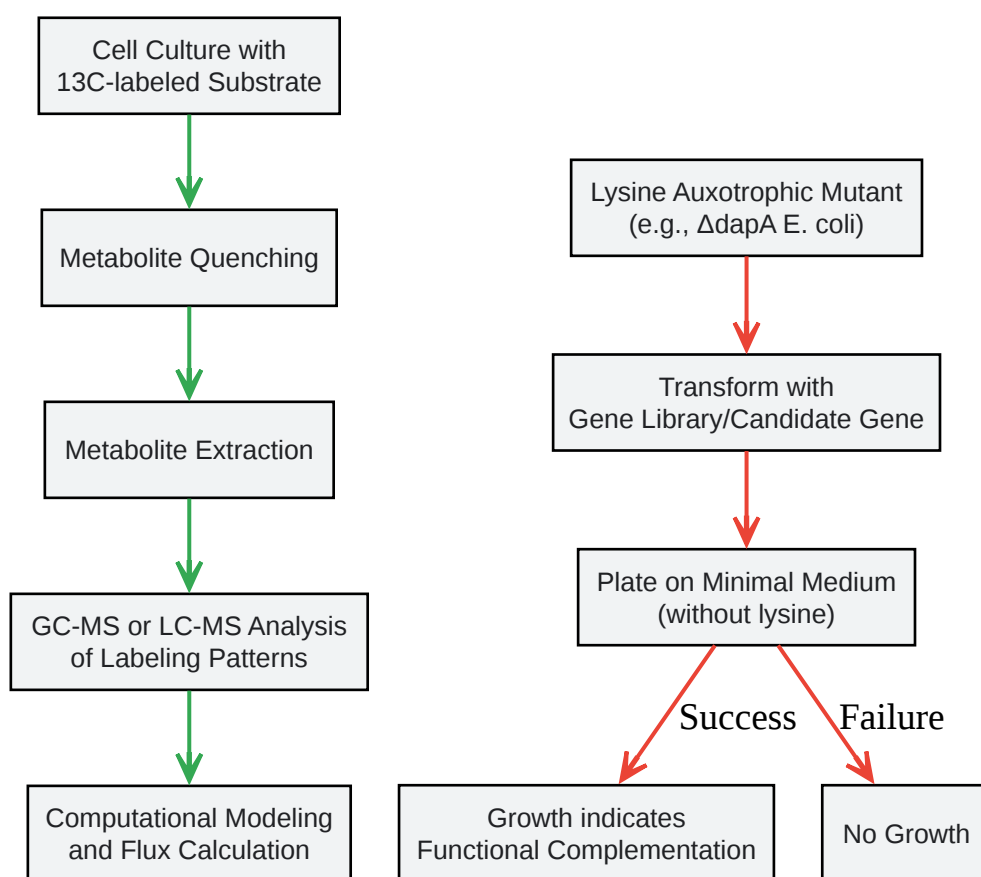 Cell Culture with
13C-labeled Substrate
Metabolite Quenching
Metabolite Extraction
GC-MS or LC-MS Analysis
of Labeling Patterns
Computational Modeling
and Flux Calculation
Lysine Auxotrophic Mutant
(e.g., ΔdapA E. coli)
Transform with
Gene Library/Candidate Gene
Plate on Minimal Medium
(without lysine)
Success
Failure
Growth indicates
Functional Complementation
No Growth